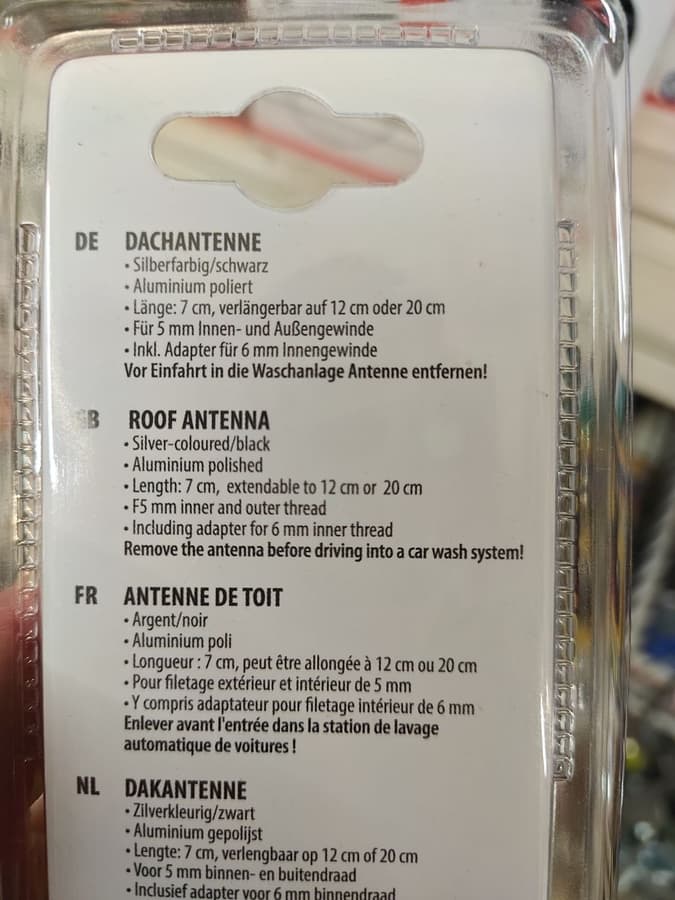 DE DACHANTENNE
• Silberfarbig/schwarz
• Aluminium poliert
• Länge: 7 cm, verlängerbar auf 12 cm oder 20 cm
• Für 5 mm Innen- und Außengewinde
• Inkl. Adapter für 6 mm Innengewinde
Vor Einfahrt in die Waschanlage Antenne entfernen!
GB ROOF ANTENNA
• Silver-coloured/black
• Aluminium polished
• Length: 7 cm, extendable to 12 cm or 20 cm
• F5 mm inner and outer thread
• Including adapter for 6 mm inner thread
Remove the antenna before driving into a car wash system!
FR ANTENNE DE TOIT
• Argent/noir
• Aluminium poli
• Longueur : 7 cm, peut être allongée à 12 cm ou 20 cm
• Pour filetage extérieur et intérieur de 5 mm
• Y compris adaptateur pour filetage intérieur de 6 mm
Enlever avant l'entrée dans la station de lavage
automatique de voitures !
NL DAKANTENNE
• Zilverkleurig/zwart
• Aluminium gepolijst
• Lengte: 7 cm, verlengbaar op 12 cm of 20 cm
• Voor 5 mm binnen- en buitendraad
• Inclusief adapter voor 6 mm binnendraad